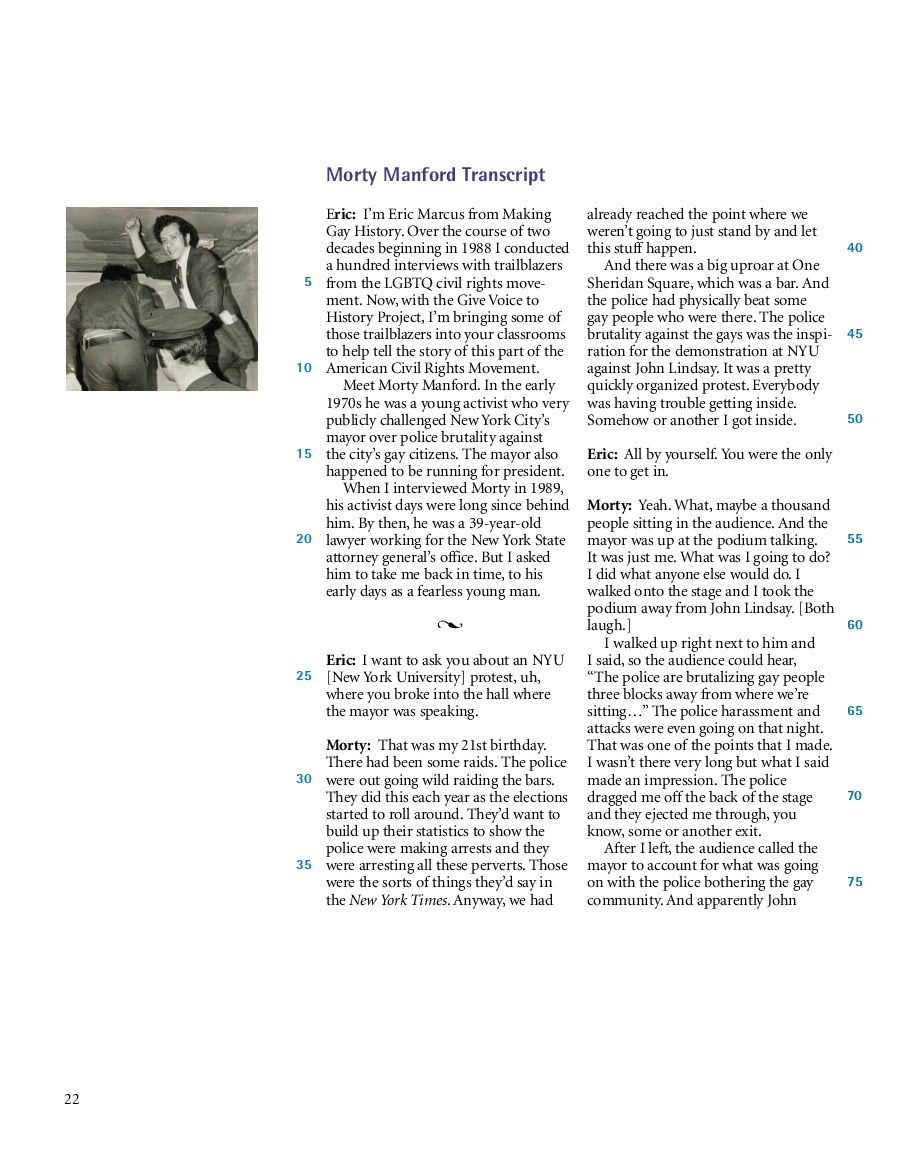 Morty Manford Transcript
Eric: I’m Eric Marcus from Making
Gay History. Over the course of two
decades beginning in 1988 I conducted
a hundred interviews with trailblazers
5 from the LGBTQ civil rights move-
ment. Now, with the Give Voice to
History Project, I’m bringing some of
those trailblazers into your classrooms
to help tell the story of this part of the
10 American Civil Rights Movement.
Meet Morty Manford. In the early
1970s he was a young activist who very
publicly challenged New York City’s
mayor over police brutality against
15 the city’s gay citizens. The mayor also
happened to be running for president.
When I interviewed Morty in 1989,
his activist days were long since behind
him. By then, he was a 39-year-old
20 lawyer working for the New York State
attorney general’s office. But I asked
him to take me back in time, to his
early days as a fearless young man.
Eric: I want to ask you about an NYU
25 [New York University] protest, uh,
where you broke into the hall where
the mayor was speaking.
Morty: That was my 21st birthday.
There had been some raids. The police
30 were out going wild raiding the bars.
They did this each year as the elections
started to roll around. They’d want to
build up their statistics to show the
police were making arrests and they
35 were arresting all these perverts. Those
were the sorts of things they’d say in
the New York Times. Anyway, we had
already reached the point where we
weren’t going to just stand by and let
this stuff happen. 40
And there was a big uproar at One
Sheridan Square, which was a bar. And
the police had physically beat some
gay people who were there. The police
brutality against the gays was the inspi- 45
ration for the demonstration at NYU
against John Lindsay. It was a pretty
quickly organized protest. Everybody
was having trouble getting inside.
Somehow or another I got inside. 50
Eric: All by yourself. You were the only
one to get in.
Morty: Yeah. What, maybe a thousand
people sitting in the audience. And the
mayor was up at the podium talking. 55
It was just me. What was I going to do?
I did what anyone else would do. I
walked onto the stage and I took the
podium away from John Lindsay. [Both
laugh.] 60
I walked up right next to him and
I said, so the audience could hear,
“The police are brutalizing gay people
three blocks away from where we’re
sitting…” The police harassment and 65
attacks were even going on that night.
That was one of the points that I made.
I wasn’t there very long but what I said
made an impression. The police
dragged me off the back of the stage 70
and they ejected me through, you
know, some or another exit.
After I left, the audience called the
mayor to account for what was going
on with the police bothering the gay 75
community. And apparently John
22